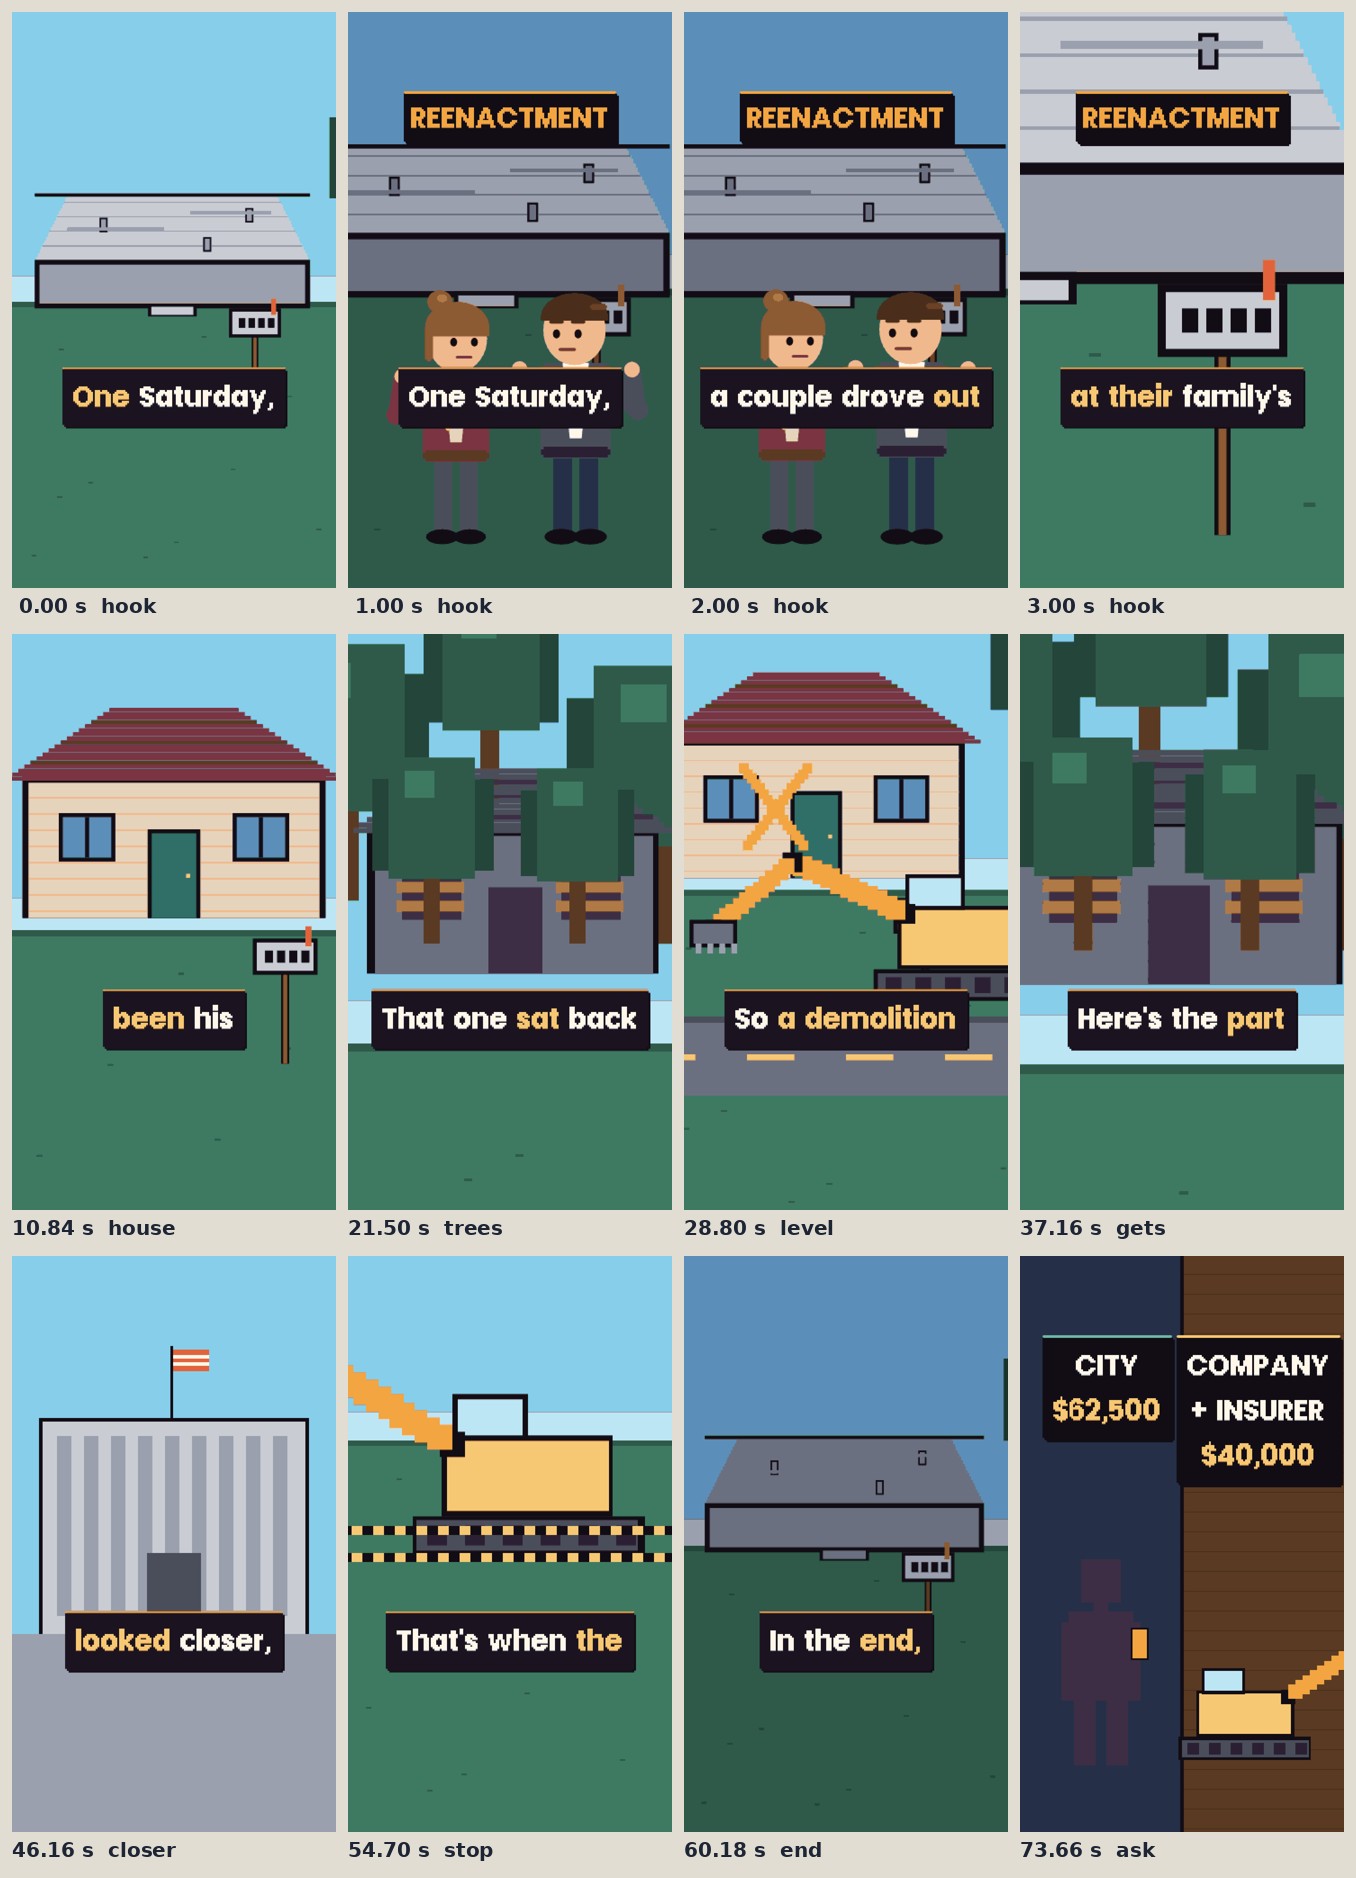 REENACTMENT
REENACTMENT
REENACTMENT
One Saturday,
One Saturday,
a couple drove out
at their family's
0.00 s hook
1.00 s hook
2.00 s hook
3.00 s hook
been his
That one sat back
So a demolition
Here's the part
10.84 s house
21.50 s trees
28.80 s level
37.16 s gets
CITY
$62,500
COMPANY
+ INSURER
$40,000
looked closer,
That's when the
In the end,
46.16 s closer
54.70 s stop
60.18 s end
73.66 s ask